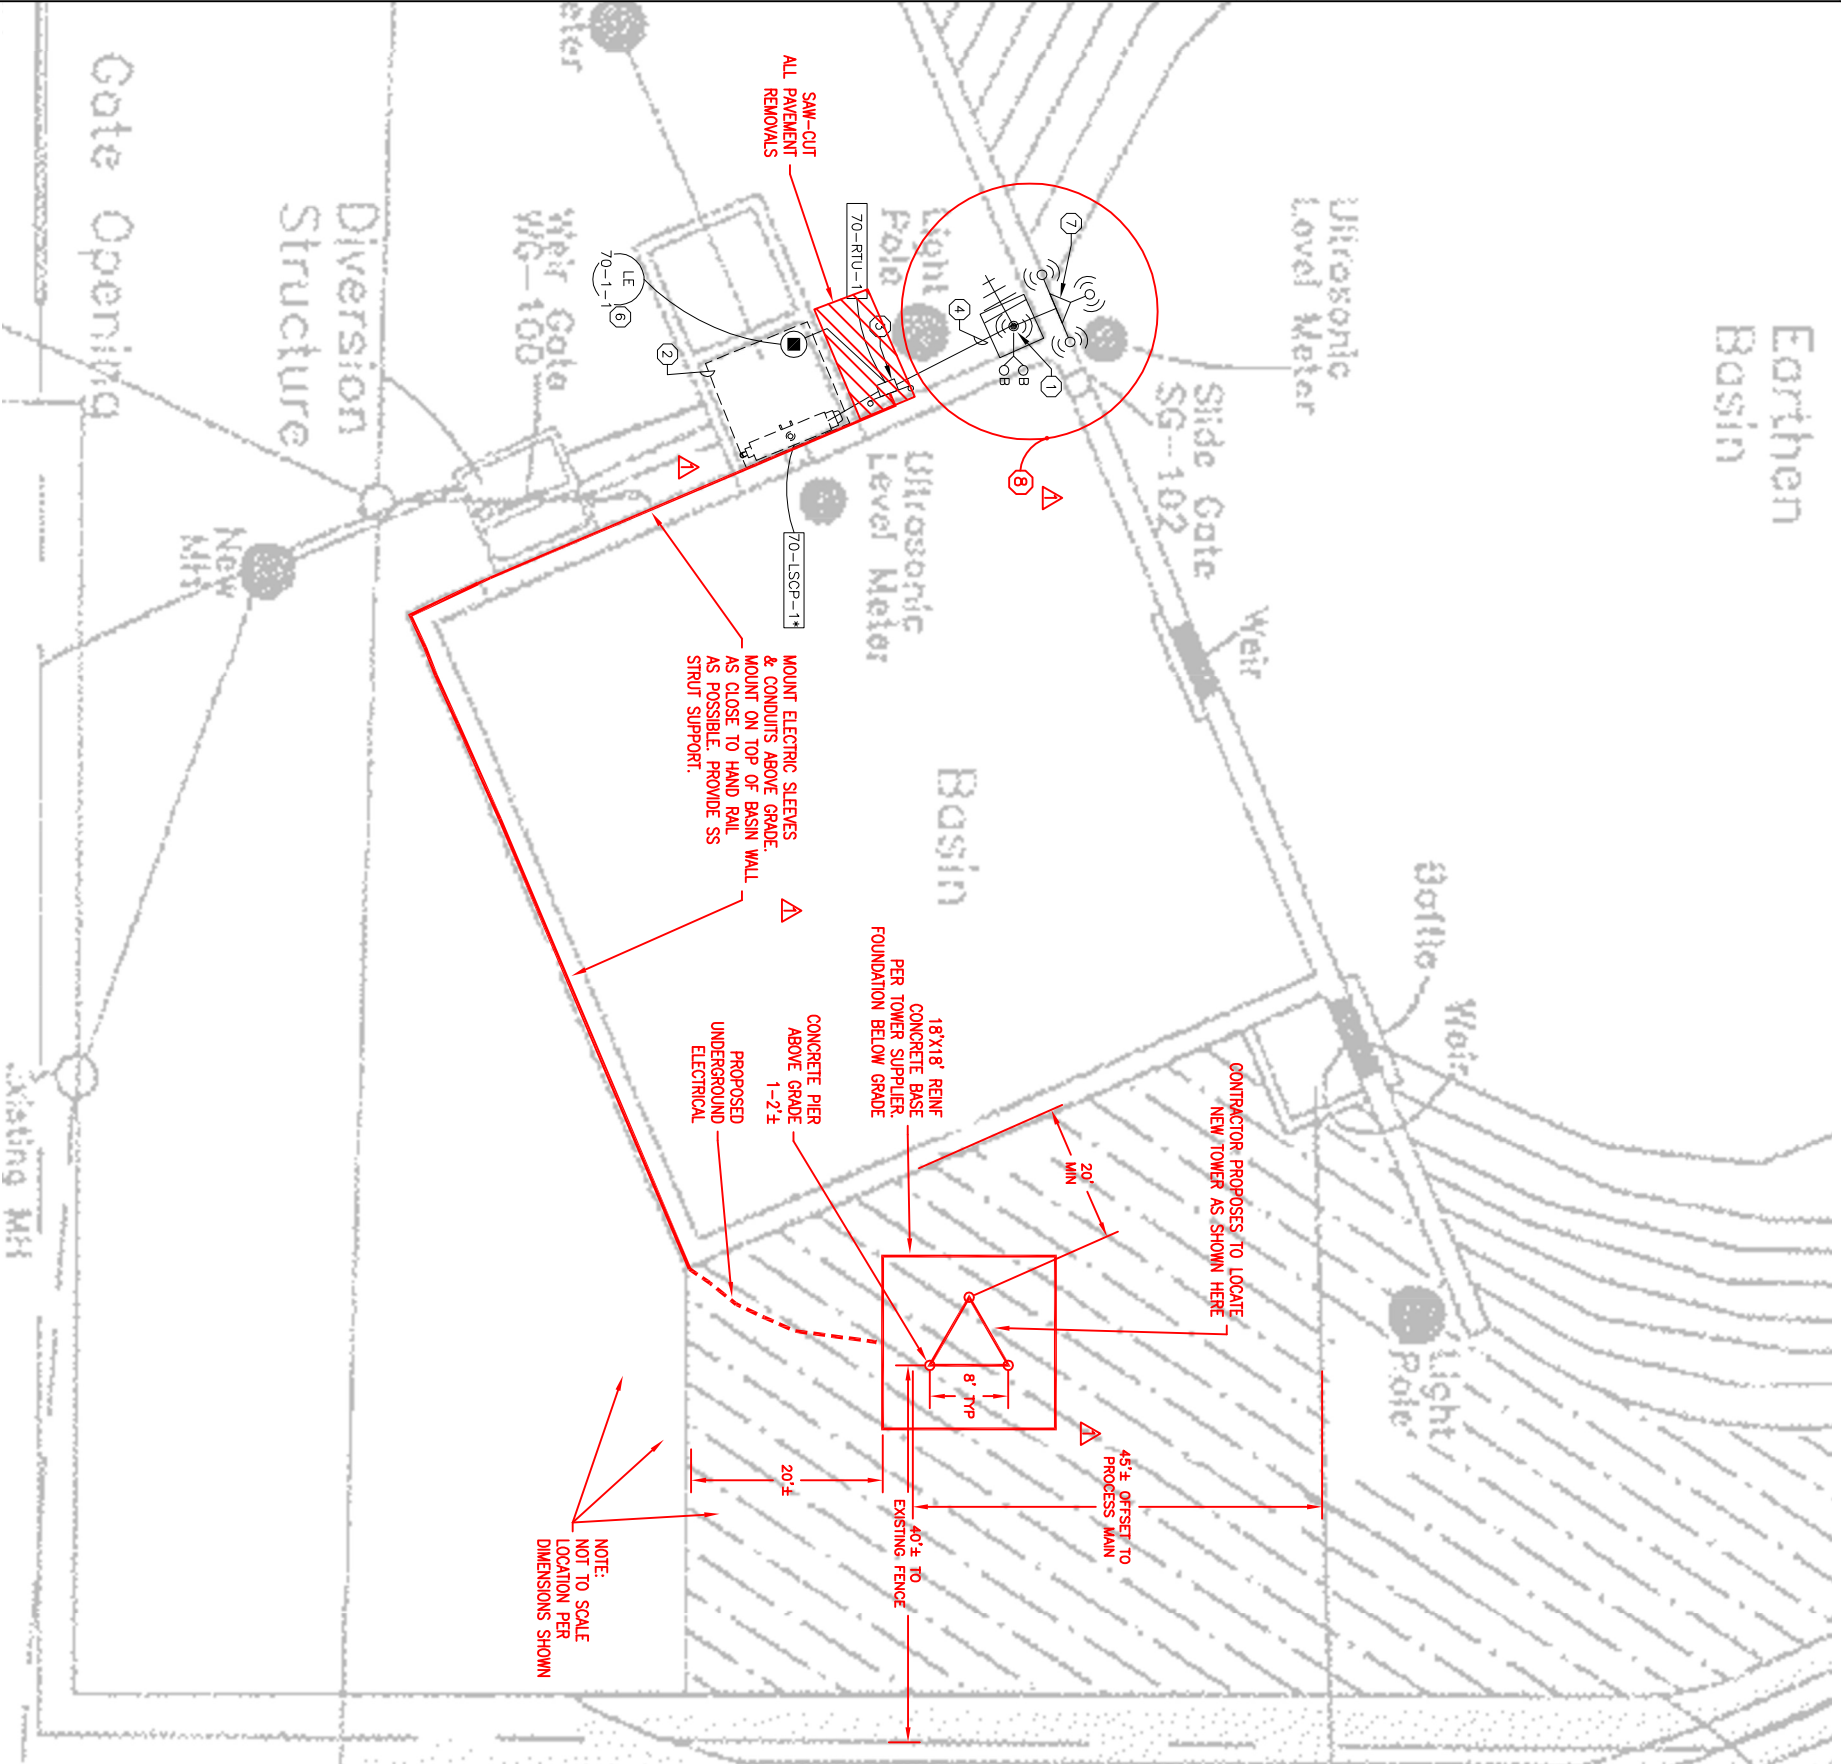 Earthen
Basin
Ultrasonic
Level Meter
Slide Gate
SG-102
Weir
Baffle
Weir
Light
Pole
Light
Pole
Ultrasonic
Level Meter
Basin
Weir Gate
WG-100
Diversion
Structure
Gate Opening
New
MH
MH
SAW-CUT
ALL PAVEMENT
REMOVALS
70-RTU-1
70-LSCP-1*
LE
70-1-1
1
2
3
4
6
7
8
B
B
1
1
1
1
MOUNT ELECTRIC SLEEVES
& CONDUITS ABOVE GRADE.
MOUNT ON TOP OF BASIN WALL
AS CLOSE TO HAND RAIL
AS POSSIBLE. PROVIDE SS
STRUT SUPPORT.
18'X18' REINF
CONCRETE BASE
PER TOWER SUPPLIER.
FOUNDATION BELOW GRADE
CONCRETE PIER
ABOVE GRADE
1-2'±
PROPOSED
UNDERGROUND
ELECTRICAL
CONTRACTOR PROPOSES TO LOCATE
NEW TOWER AS SHOWN HERE
20'
MIN
8' TYP
45'± OFFSET TO
PROCESS MAIN
20'±
40'± TO
EXISTING FENCE
NOTE:
NOT TO SCALE
LOCATION PER
DIMENSIONS SHOWN